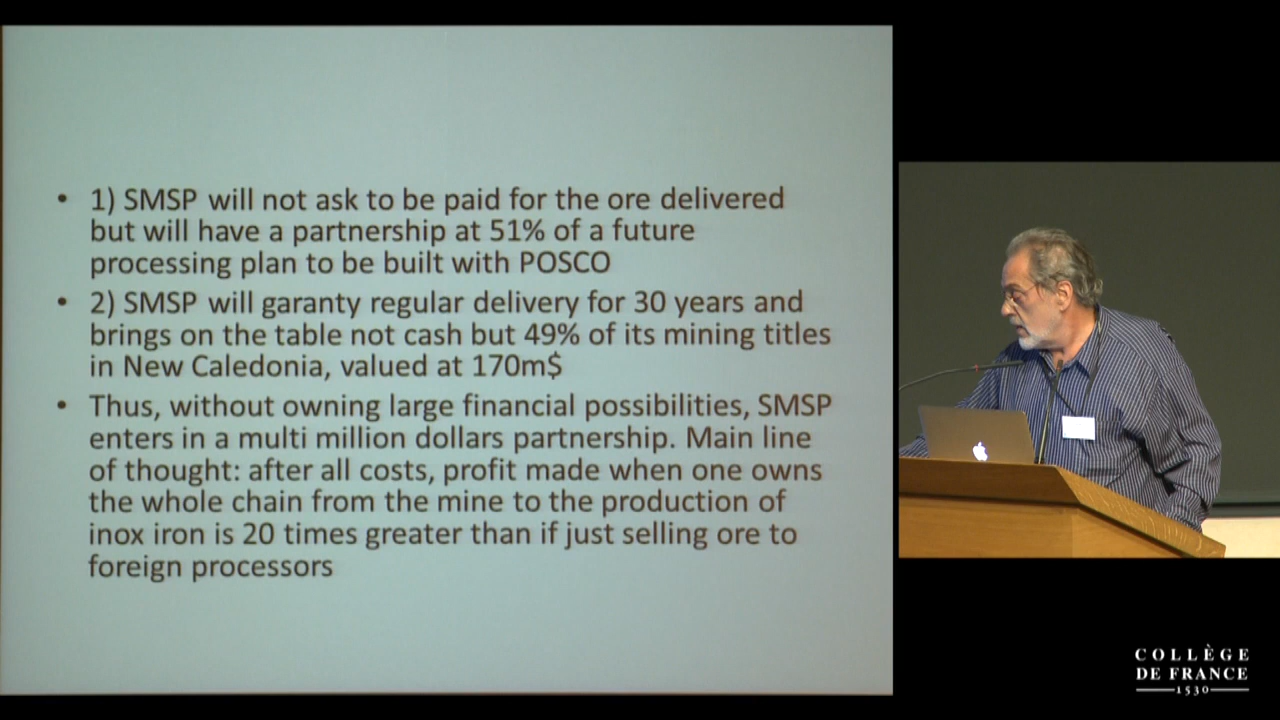 • 1) SMSP will not ask to be paid for the ore delivered
but will have a partnership at 51% of a future
processing plan to be built with POSCO
• 2) SMSP will garanty regular delivery for 30 years and
brings on the table not cash but 49% of its mining titles
in New Caledonia, valued at 170m$
• Thus, without owning large financial possibilities, SMSP
enters in a multi million dollars partnership. Main line
of thought: after all costs, profit made when one owns
the whole chain from the mine to the production of
inox iron is 20 times greater than if just selling ore to
foreign processors
COLLÈGE
DE FRANCE
1530